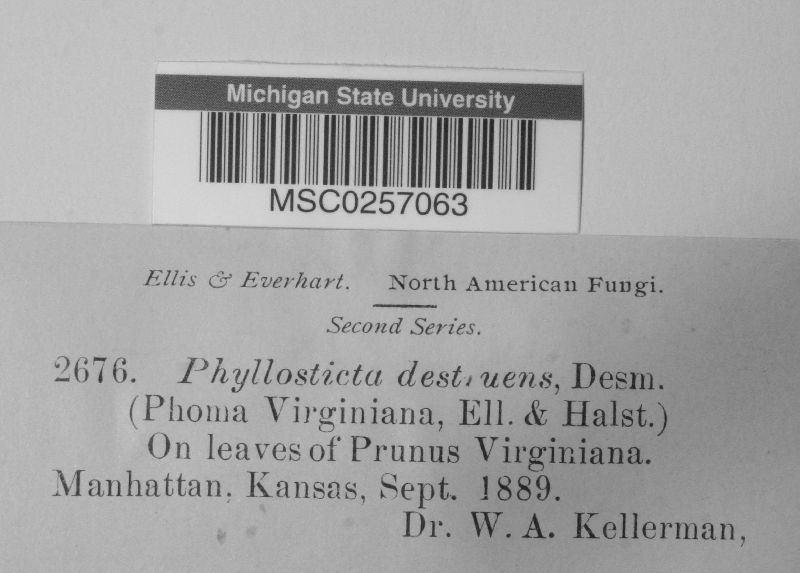 Michigan State University
MSC0257063
Ellis & Everhart. North American Fungi.
Second Series.
2676. Phyllosticta destruens, Desm.
(Phoma Virginiana, Ell. & Halst.)
On leaves of Prunus Virginiana.
Manhattan, Kansas, Sept. 1889.
Dr. W. A. Kellerman,